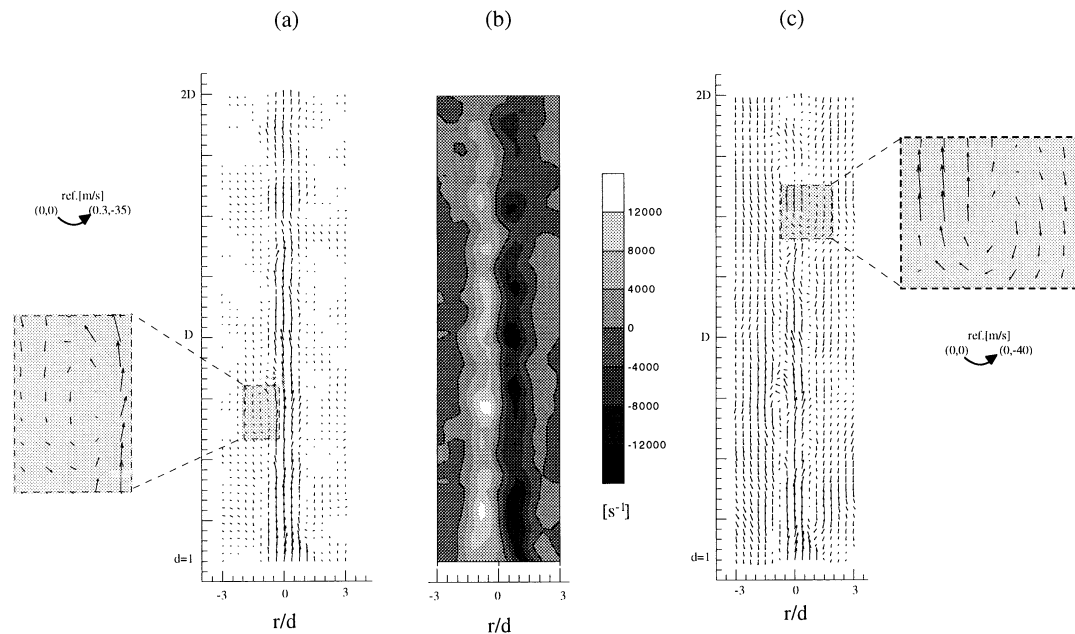 (a)
(b)
(c)
2D
D
d=1
-3
0
3
r/d
ref.[m/s]
(0,0)
(0.3,-35)
-3
0
3
r/d
12000
8000
4000
0
-4000
-8000
-12000
[s⁻¹]
2D
D
d=1
-3
0
3
r/d
ref.[m/s]
(0,0)
(0,-40)